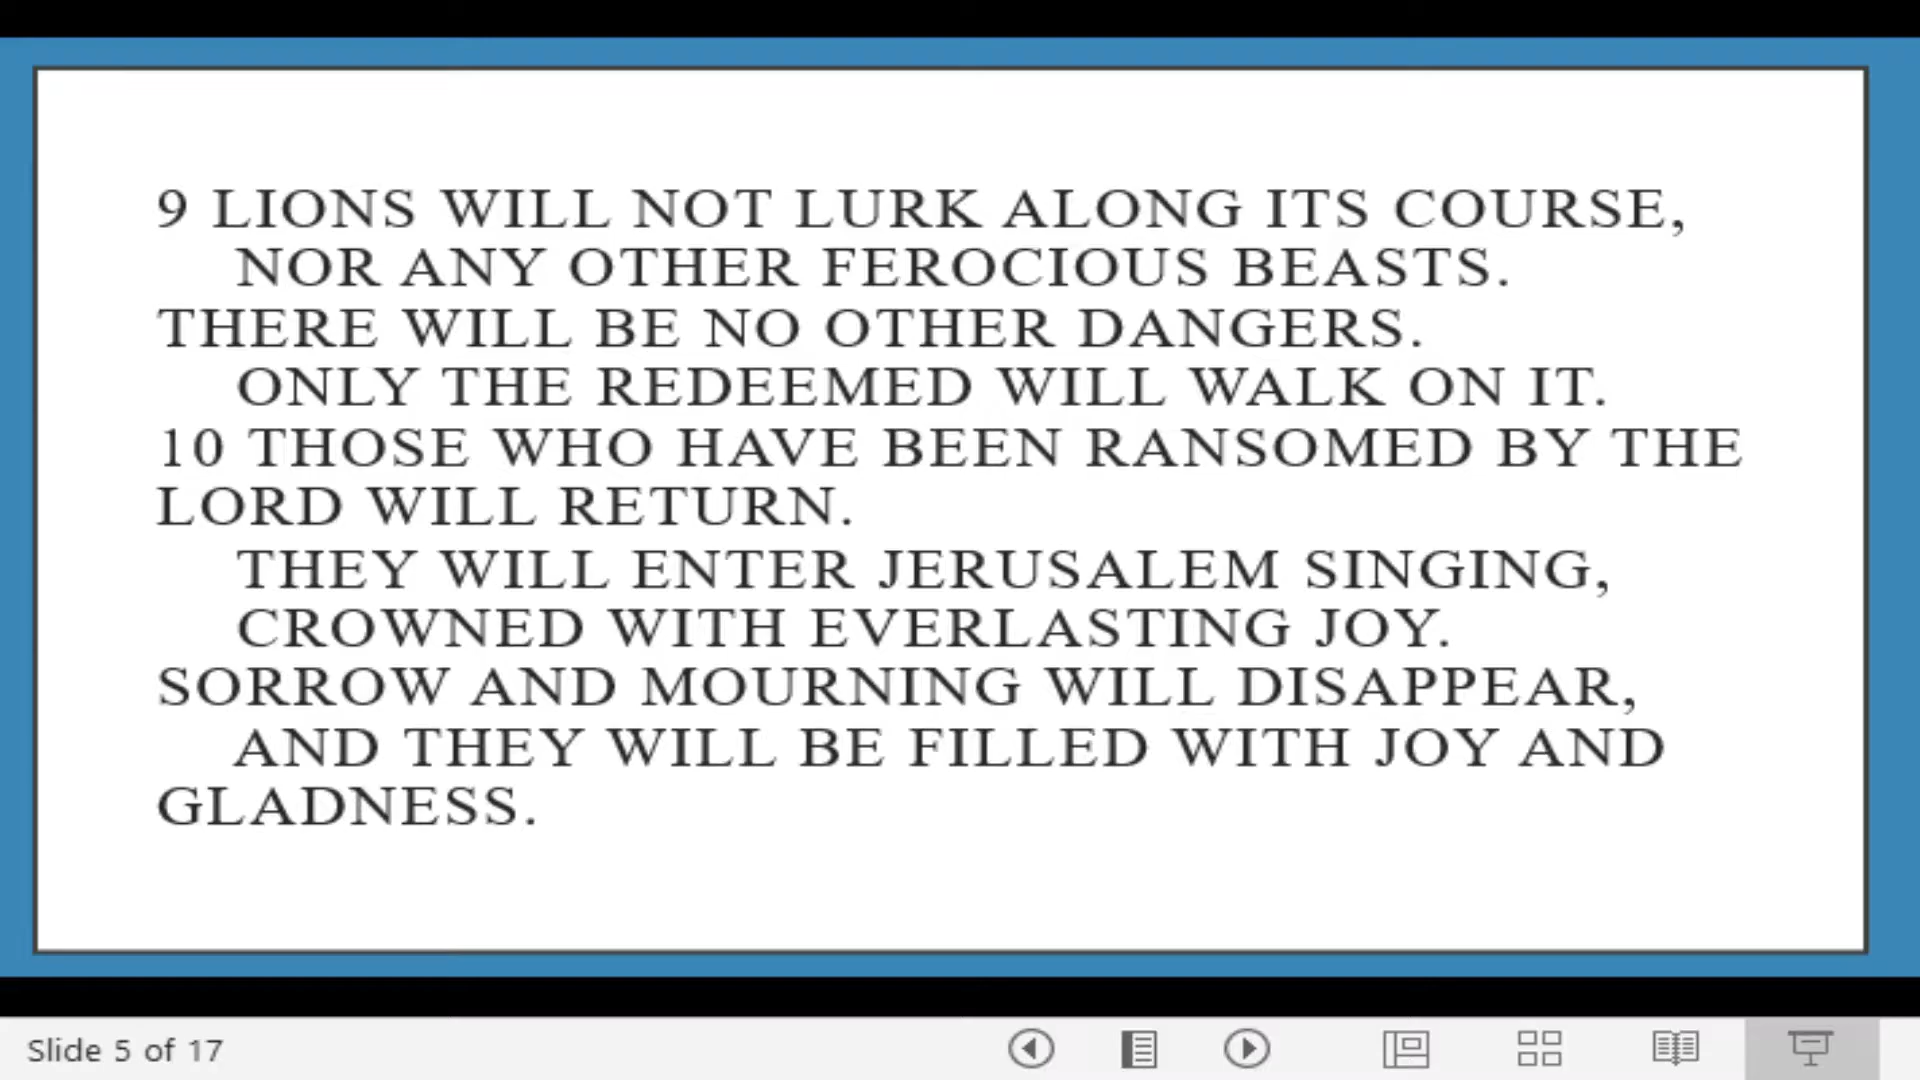 9 LIONS WILL NOT LURK ALONG ITS COURSE,
NOR ANY OTHER FEROCIOUS BEASTS.
THERE WILL BE NO OTHER DANGERS.
ONLY THE REDEEMED WILL WALK ON IT.
10 THOSE WHO HAVE BEEN RANSOMED BY THE
LORD WILL RETURN.
THEY WILL ENTER JERUSALEM SINGING,
CROWNED WITH EVERLASTING JOY.
SORROW AND MOURNING WILL DISAPPEAR,
AND THEY WILL BE FILLED WITH JOY AND
GLADNESS.
Slide 5 of 17